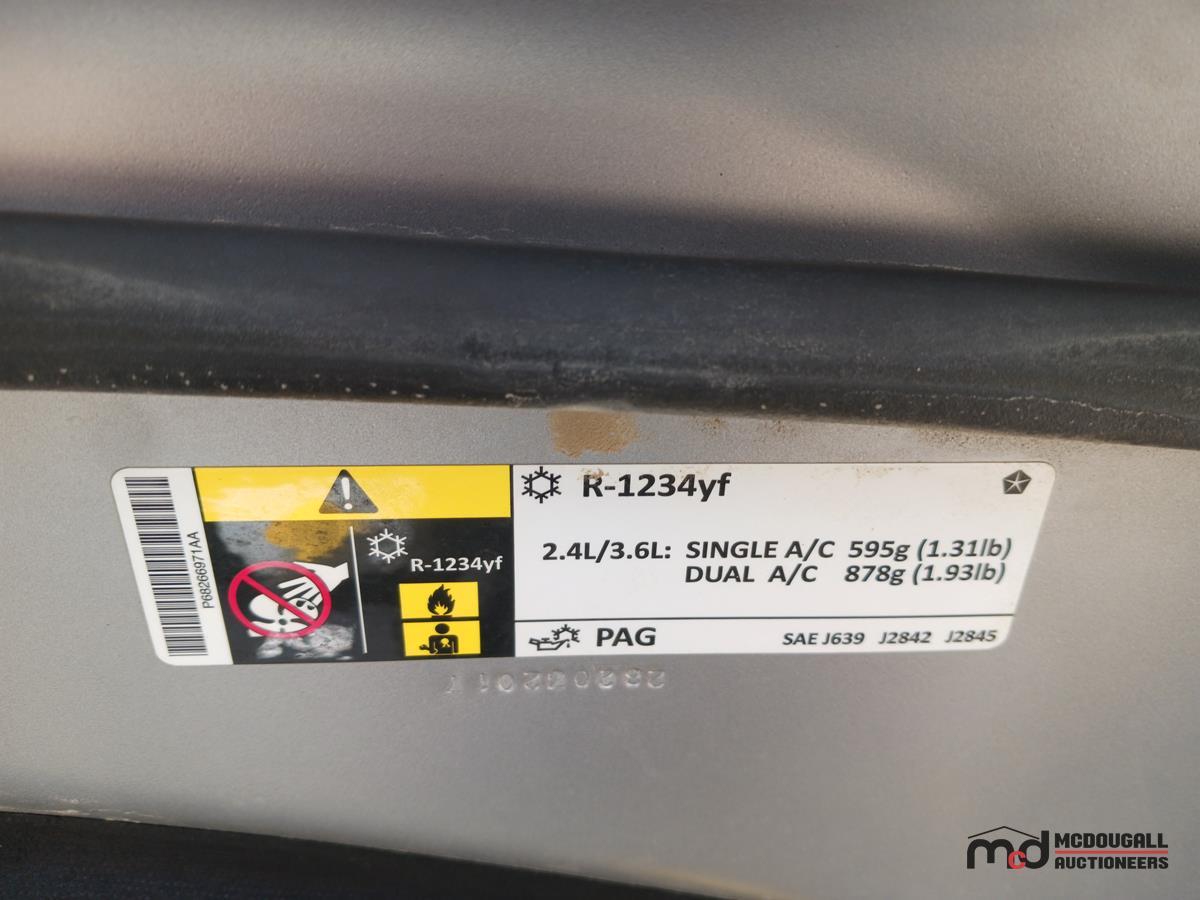 P68266971AA
R-1234yf
R-1234yf
2.4L/3.6L: SINGLE A/C 595g (1.31lb)
DUAL A/C 878g (1.93lb)
PAG
SAE J639 J2842 J2845
mcd MCDOUGALL
AUCTIONEERS